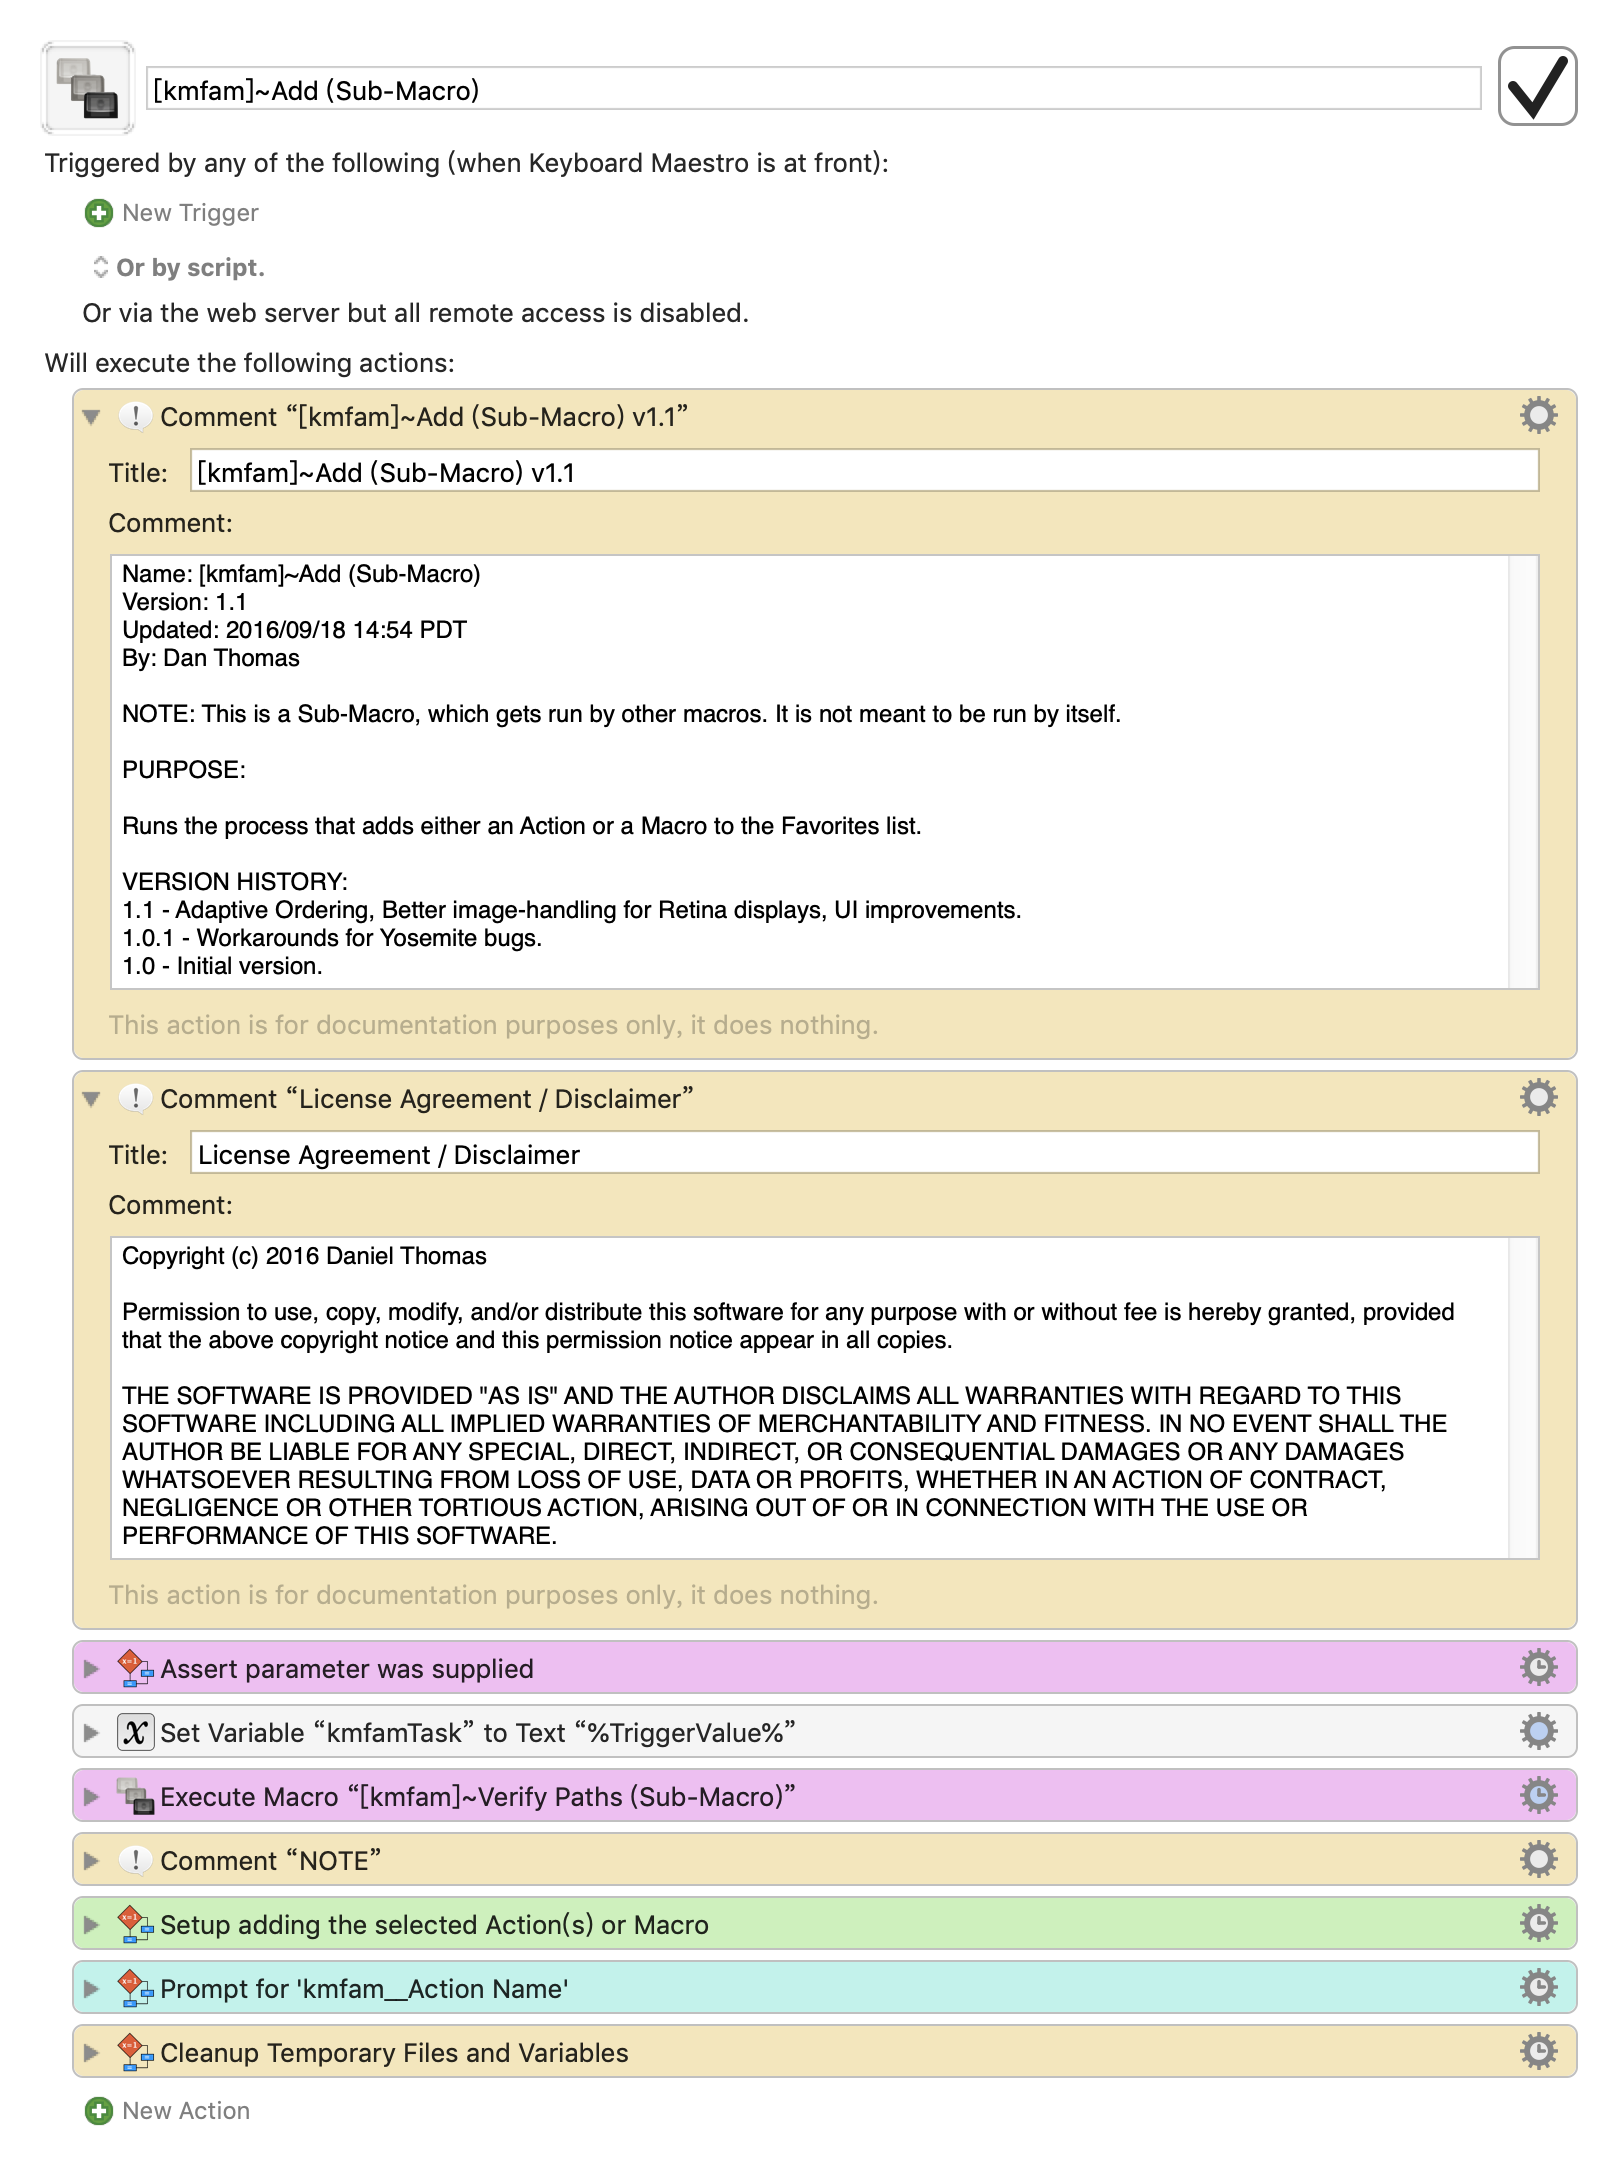 [kmfam]~Add (Sub-Macro)
Triggered by any of the following (when Keyboard Maestro is at front):
New Trigger
Or by script.
Or via the web server but all remote access is disabled.
Will execute the following actions:
Comment “[kmfam]~Add (Sub-Macro) v1.1”
Title: [kmfam]~Add (Sub-Macro) v1.1
Comment:
Name: [kmfam]~Add (Sub-Macro)
Version: 1.1
Updated: 2016/09/18 14:54 PDT
By: Dan Thomas
NOTE: This is a Sub-Macro, which gets run by other macros. It is not meant to be run by itself.
PURPOSE:
Runs the process that adds either an Action or a Macro to the Favorites list.
VERSION HISTORY:
1.1 - Adaptive Ordering, Better image-handling for Retina displays, UI improvements.
1.0.1 - Workarounds for Yosemite bugs.
1.0 - Initial version.
This action is for documentation purposes only, it does nothing.
Comment “License Agreement / Disclaimer”
Title: License Agreement / Disclaimer
Comment:
Copyright (c) 2016 Daniel Thomas
Permission to use, copy, modify, and/or distribute this software for any purpose with or without fee is hereby granted, provided
that the above copyright notice and this permission notice appear in all copies.
THE SOFTWARE IS PROVIDED "AS IS" AND THE AUTHOR DISCLAIMS ALL WARRANTIES WITH REGARD TO THIS
SOFTWARE INCLUDING ALL IMPLIED WARRANTIES OF MERCHANTABILITY AND FITNESS. IN NO EVENT SHALL THE
AUTHOR BE LIABLE FOR ANY SPECIAL, DIRECT, INDIRECT, OR CONSEQUENTIAL DAMAGES OR ANY DAMAGES
WHATSOEVER RESULTING FROM LOSS OF USE, DATA OR PROFITS, WHETHER IN AN ACTION OF CONTRACT,
NEGLIGENCE OR OTHER TORTIOUS ACTION, ARISING OUT OF OR IN CONNECTION WITH THE USE OR
PERFORMANCE OF THIS SOFTWARE.
This action is for documentation purposes only, it does nothing.
Assert parameter was supplied
Set Variable “kmfamTask” to Text “%TriggerValue%”
Execute Macro “[kmfam]~Verify Paths (Sub-Macro)”
Comment “NOTE”
Setup adding the selected Action(s) or Macro
Prompt for 'kmfam__Action Name'
Cleanup Temporary Files and Variables
New Action